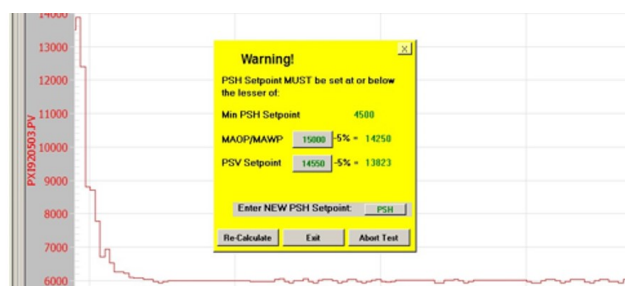 14000
13000
12000
11000
10000
9000
8000
7000
6000
PXI920503.PV
Warning!
X
PSH Setpoint MUST be set at or below
the lesser of:
Min PSH Setpoint 4500
MAOP/MAWP 15000 -5% = 14250
PSV Setpoint 14550 -5% = 13823
Enter NEW PSH Setpoint: PSH
Re-Calculate Exit Abort Test